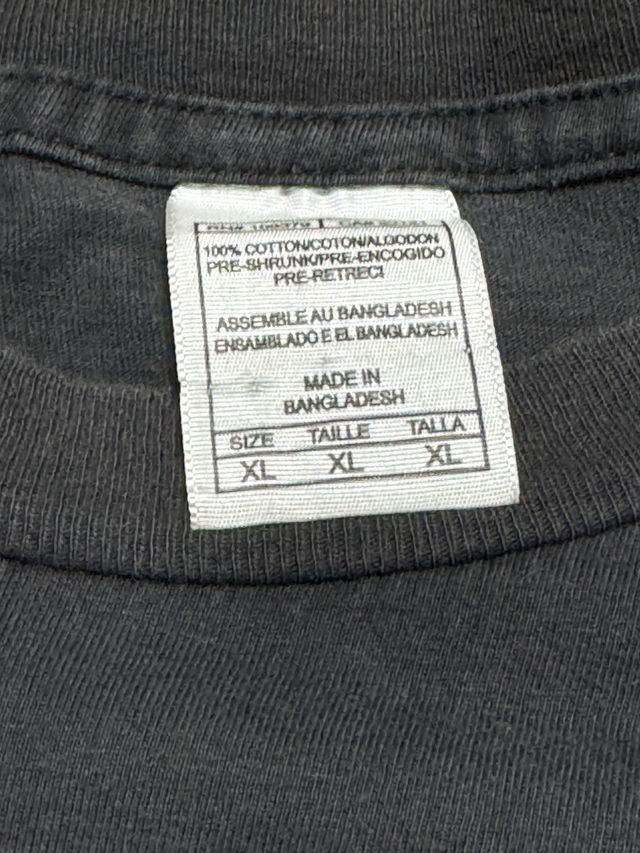 100% COTTON/COTON/ALGODON
PRE-SHRUNK/PRE-ENCOGIDO
PRE-RETRECI
ASSEMBLE AU BANGLADESH
ENSAMBLADO E EL BANGLADESH
MADE IN
BANGLADESH
SIZE TAILLE TALLA
XL XL XL